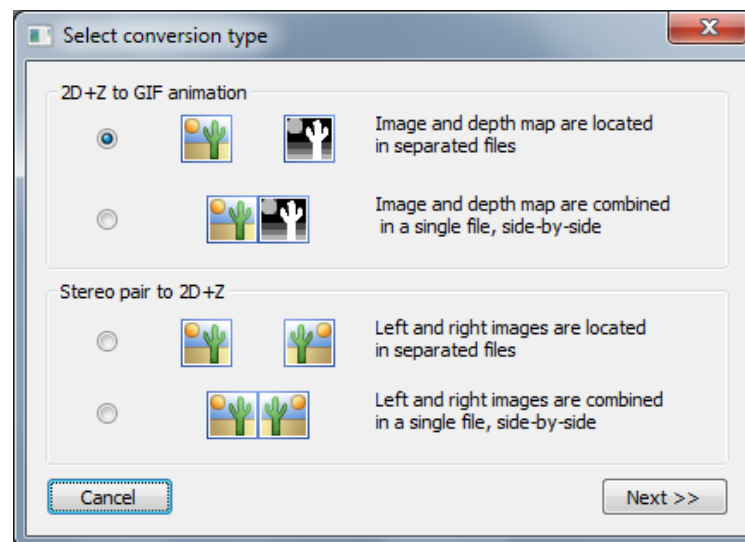 Select conversion type
2D+Z to GIF animation
Image and depth map are located
in separated files
Image and depth map are combined
in a single file, side-by-side
Stereo pair to 2D+Z
Left and right images are located
in separated files
Left and right images are combined
in a single file, side-by-side
Cancel
Next >>